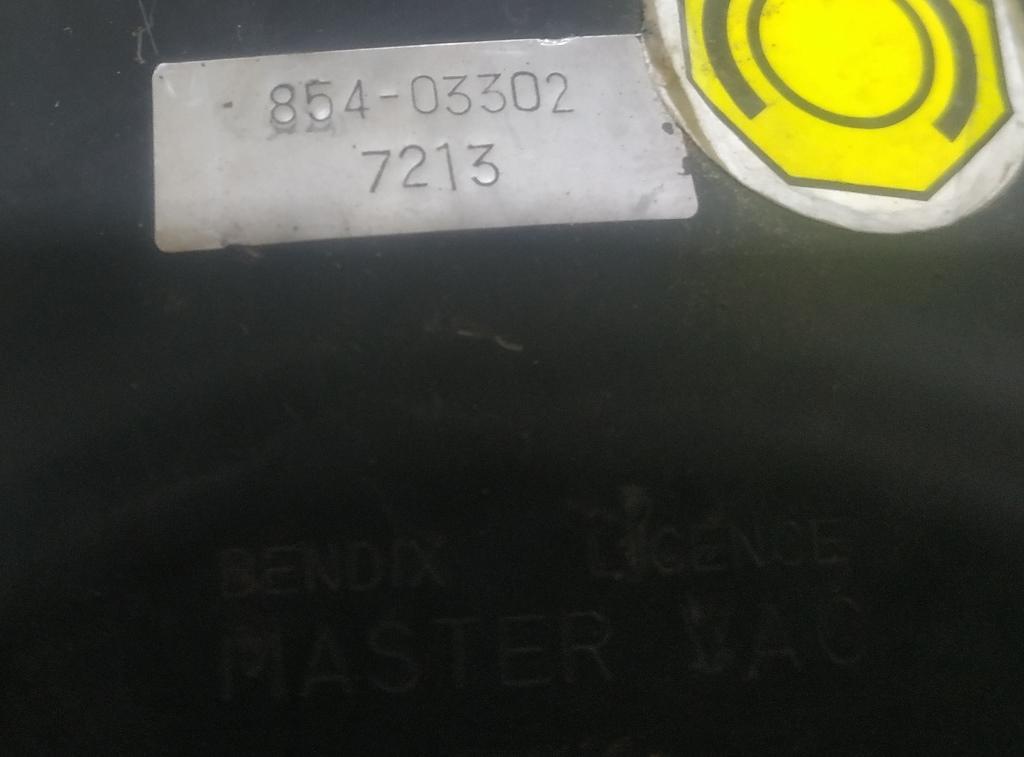 854-03302
7213
BENDIX LICENCE
MASTER VAC